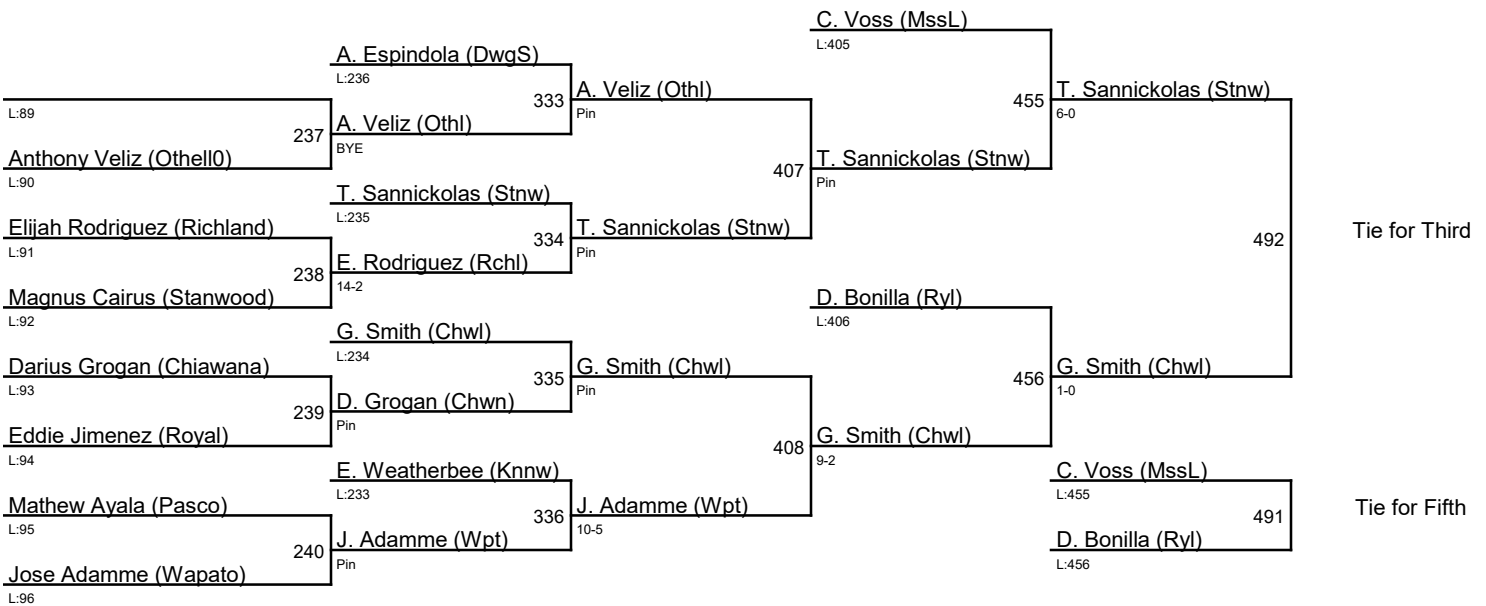 C. Voss (MssL)
L:405
A. Espindola (DwgS)
L:236
333
A. Veliz (Othl)
Pin
455
T. Sannickolas (Stnw)
6-0
L:89
237
A. Veliz (Othl)
BYE
Anthony Veliz (Othell0)
L:90
407
T. Sannickolas (Stnw)
Pin
T. Sannickolas (Stnw)
L:235
Elijah Rodriguez (Richland)
L:91
334
T. Sannickolas (Stnw)
Pin
492
Tie for Third
238
E. Rodriguez (Rchl)
14-2
Magnus Cairus (Stanwood)
L:92
D. Bonilla (Ryl)
L:406
G. Smith (Chwl)
L:234
Darius Grogan (Chiawana)
L:93
335
G. Smith (Chwl)
Pin
456
G. Smith (Chwl)
1-0
239
D. Grogan (Chwn)
Pin
Eddie Jimenez (Royal)
L:94
408
G. Smith (Chwl)
9-2
E. Weatherbee (Knnw)
L:233
C. Voss (MssL)
L:455
Mathew Ayala (Pasco)
L:95
336
J. Adamme (Wpt)
10-5
491
Tie for Fifth
240
J. Adamme (Wpt)
Pin
D. Bonilla (Ryl)
L:456
Jose Adamme (Wapato)
L:96